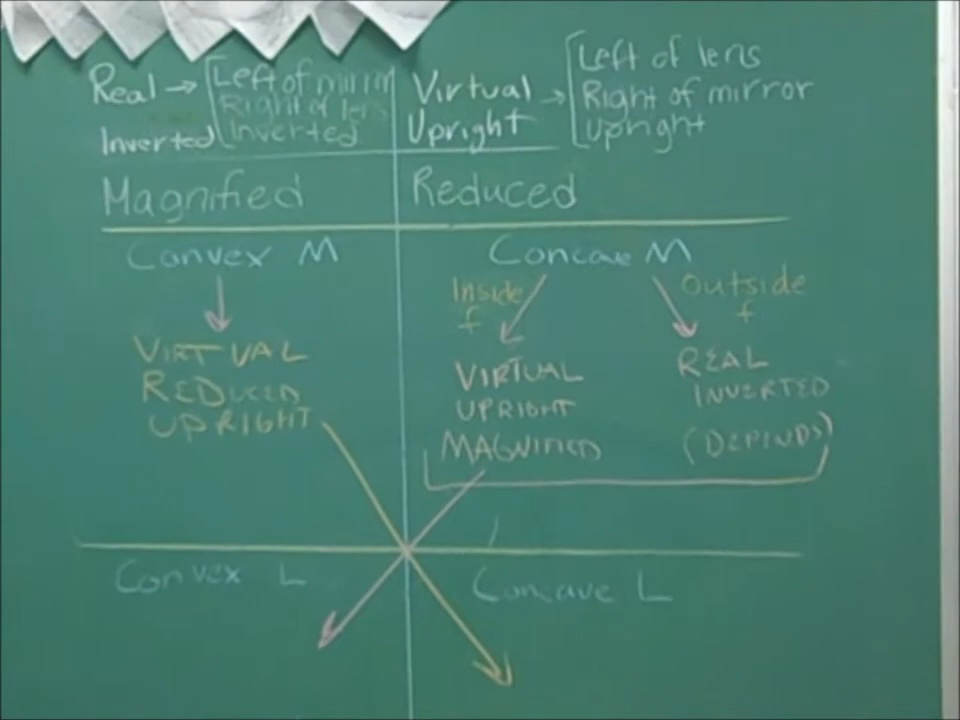 Real → Left of mirror
Right of lens
Inverted Inverted
Virtual → Left of lens
Upright Right of mirror
Upright
Magnified Reduced
Convex M
VIRTUAL
REDUCED
UPRIGHT
Concave M
Inside
f
Outside
f
VIRTUAL
UPRIGHT
MAGNIFIED
REAL
INVERTED
(DEPENDS)
Convex L Concave L